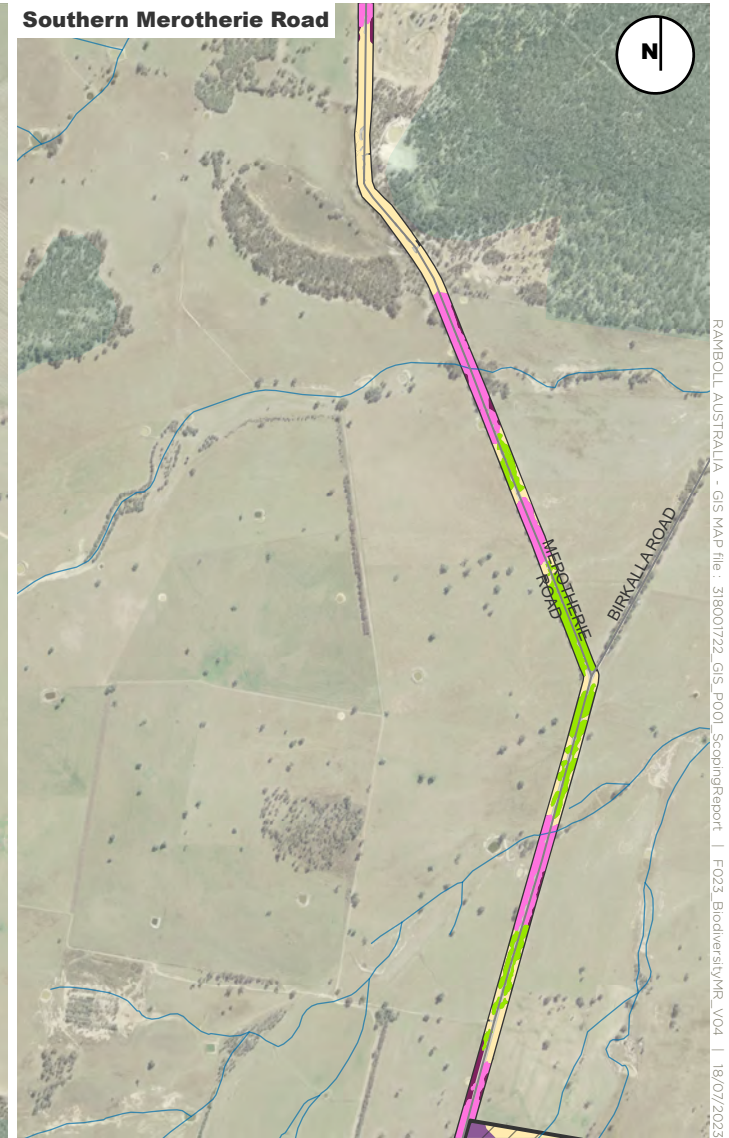 Southern Merotherie Road
N
MEROTHERIE
ROAD
BIRKALLA ROAD
RAMBOLL AUSTRALIA - GIS MAP file : 318001722_GIS_P001_ScopingReport | F023_BiodiversityMR_V04 | 18/07/2023